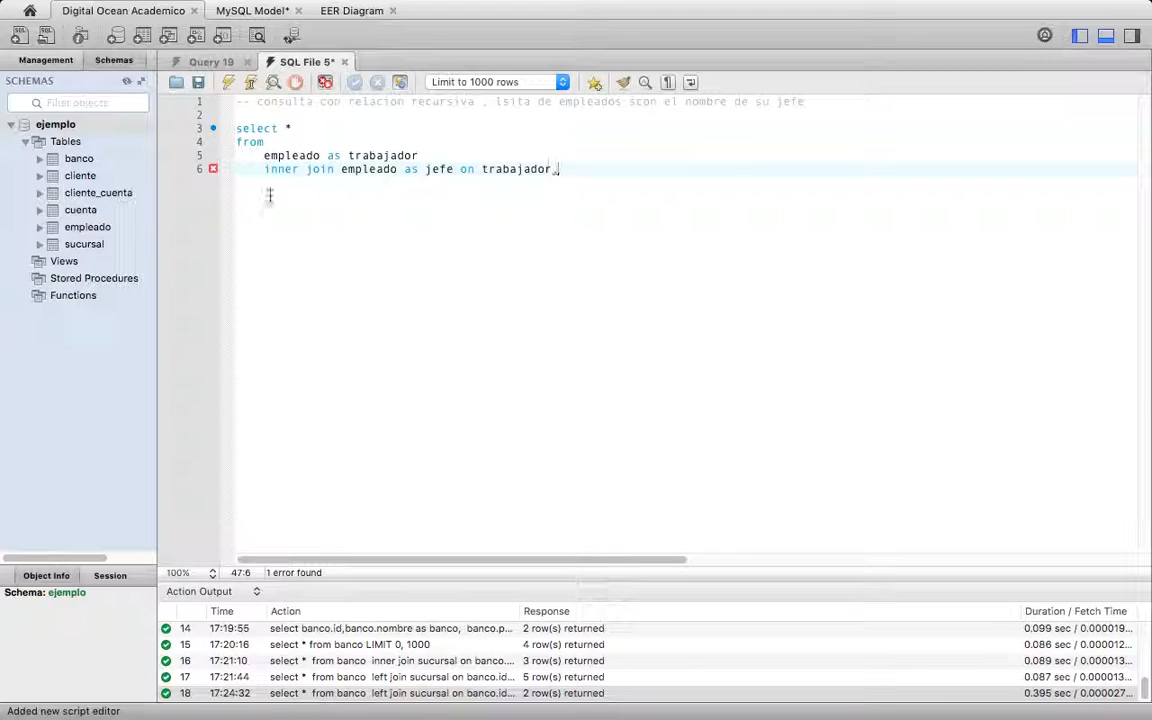 Digital Ocean Academico
MySQL Model*
EER Diagram
Management
Schemas
Query 19
SQL File 5*
SCHEMAS
Filter objects
Limit to 1000 rows
ejemplo
Tables
banco
cliente
cliente_cuenta
cuenta
empleado
sucursal
Views
Stored Procedures
Functions
1 -- consulta con relacion recursiva , lsita de empleados scon el nombre de su jefe
2
3 select *
4 from
5 empleado as trabajador
6 inner join empleado as jefe on trabajador.
100% 47:6 1 error found
Object Info
Session
Schema: ejemplo
Action Output
Time Action Response Duration / Fetch Time
14 17:19:55 select banco.id,banco.nombre as banco, banco.p... 2 row(s) returned 0.099 sec / 0.000019...
15 17:20:16 select * from banco LIMIT 0, 1000 4 row(s) returned 0.086 sec / 0.000012...
16 17:21:10 select * from banco inner join sucursal on banco.... 3 row(s) returned 0.089 sec / 0.000013...
17 17:21:44 select * from banco left join sucursal on banco.id... 5 row(s) returned 0.087 sec / 0.000013...
18 17:24:32 select * from banco left join sucursal on banco.id... 2 row(s) returned 0.395 sec / 0.000027...
Added new script editor